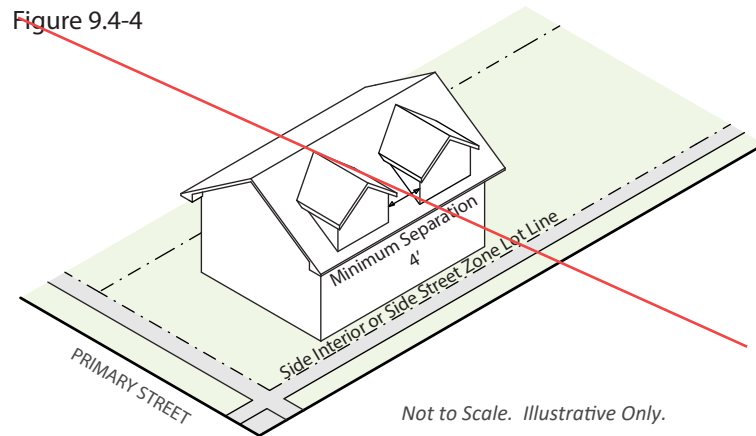 Figure 9.4-4
Minimum Separation
4'
Side Interior or Side Street Zone Lot Line
PRIMARY STREET
Not to Scale.  Illustrative Only.